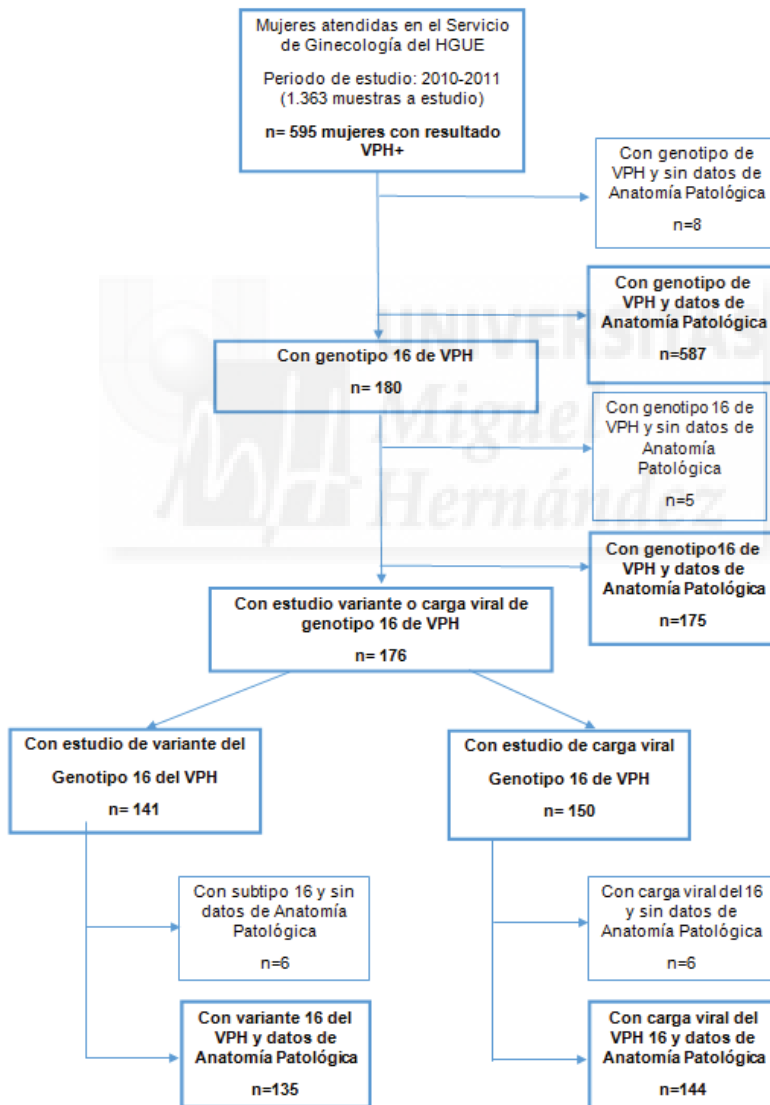 Mujeres atendidas en el Servicio
de Ginecología del HGUE
Periodo de estudio: 2010-2011
(1.363 muestras a estudio)
n= 595 mujeres con resultado
VPH+
Con genotipo de
VPH y sin datos de
Anatomía Patológica
n=8
Con genotipo de
VPH y datos de
Anatomía Patológica
n=587
Con genotipo 16 de VPH
n= 180
Con genotipo 16 de
VPH y sin datos de
Anatomía
Patológica
n=5
Con genotipo16 de
VPH y datos de
Anatomía Patológica
n=175
Con estudio variante o carga viral de
genotipo 16 de VPH
n= 176
Con estudio de variante del
Genotipo 16 del VPH
n= 141
Con estudio de carga viral
Genotipo 16 de VPH
n= 150
Con subtipo 16 y sin
datos de Anatomía
Patológica
n=6
Con carga viral del 16
y sin datos de
Anatomía Patológica
n=6
Con variante 16 del
VPH y datos de
Anatomía Patológica
n=135
Con carga viral del
VPH 16 y datos de
Anatomía Patológica
n=144
UNIVERSITAS
Miguel
Hernández